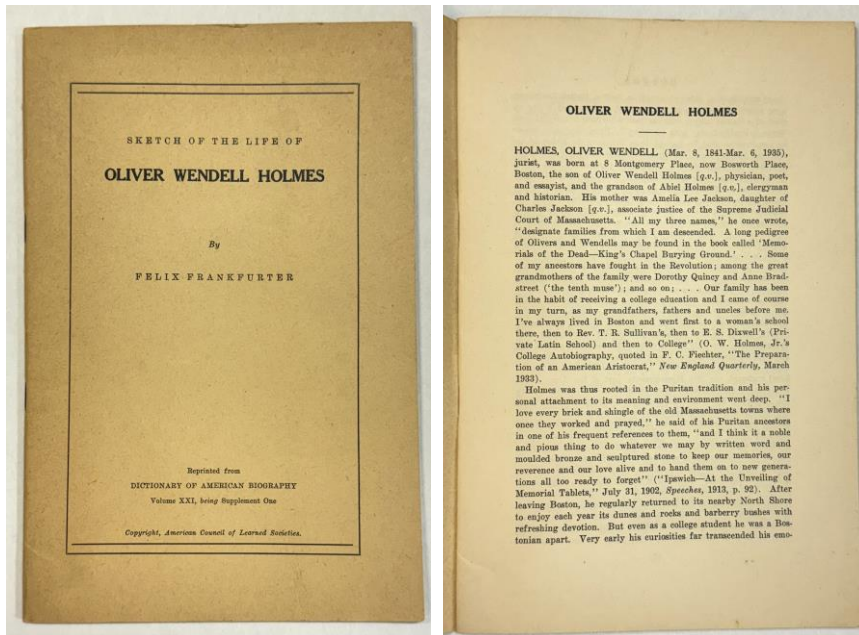 SKETCH OF THE LIFE OF
OLIVER WENDELL HOLMES
By
FELIX FRANKFURTER
Reprinted from
DICTIONARY OF AMERICAN BIOGRAPHY
Volume XXI, being Supplement One
Copyright, American Council of Learned Societies.
OLIVER WENDELL HOLMES
HOLMES, OLIVER WENDELL (Mar. 8, 1841-Mar. 6, 1935),
jurist, was born at 8 Montgomery Place, now Bosworth Place,
Boston, the son of Oliver Wendell Holmes [q.v.], physician, poet,
and essayist, and the grandson of Abiel Holmes [q.v.], clergyman
and historian. His mother was Amelia Lee Jackson, daughter of
Charles Jackson [q.v.], associate justice of the Supreme Judicial
Court of Massachusetts. "All my three names," he once wrote,
"designate families from which I am descended. A long pedigree
of Olivers and Wendells may be found in the book called 'Memo-
rials of the Dead—King's Chapel Burying Ground.' . . . Some
of my ancestors have fought in the Revolution; among the great
grandmothers of the family were Dorothy Quincy and Anne Brad-
street ('the tenth muse'); and so on; . . . Our family has been
in the habit of receiving a college education and I came of course
in my turn, as my grandfathers, fathers and uncles before me.
I've always lived in Boston and went first to a woman's school
there, then to Rev. T. R. Sullivan's, then to E. S. Dixwell's (Pri-
vate Latin School) and then to College" (O. W. Holmes, Jr.'s
College Autobiography, quoted in F. C. Fiechter, "The Prepara-
tion of an American Aristocrat," New England Quarterly, March
1933).
Holmes was thus rooted in the Puritan tradition and his per-
sonal attachment to its meaning and environment went deep. "I
love every brick and shingle of the old Massachusetts towns where
once they worked and prayed," he said of his Puritan ancestors
in one of his frequent references to them, "and I think it a noble
and pious thing to do whatever we may by written word and
moulded bronze and sculptured stone to keep our memories, our
reverence and our love alive and to hand them on to new genera-
tions all too ready to forget" ("Ipswich—At the Unveiling of
Memorial Tablets," July 31, 1902, Speeches, 1913, p. 92). After
leaving Boston, he regularly returned to its nearby North Shore
to enjoy each year its dunes and rocks and barberry bushes with
refreshing devotion. But even as a college student he was a Bos-
tonian apart. Very early his curiosities far transcended his emo-